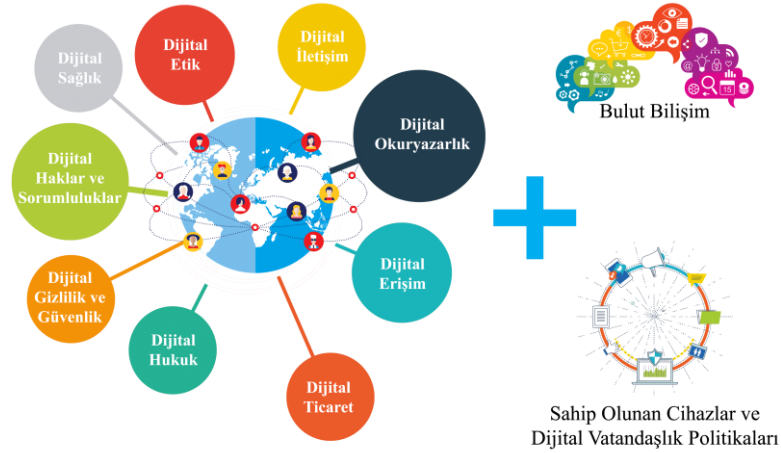 Dijital
Etik
Dijital
İletişim
Dijital
Sağlık
Dijital
Okuryazarlık
Dijital
Haklar ve
Sorumluluklar
Dijital
Erişim
Dijital
Gizlilik ve
Güvenlik
Dijital
Hukuk
Dijital
Ticaret
Bulut Bilişim
15
Sahip Olunan Cihazlar ve
Dijital Vatandaşlık Politikaları